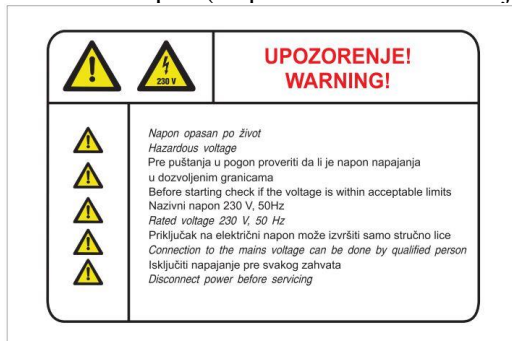 UPOZORENJE!
WARNING!
230 V
Napon opasan po život
Hazardous voltage
Pre puštanja u pogon proveriti da li je napon napajanja
u dozvoljenim granicama
Before starting check if the voltage is within acceptable limits
Nazivni napon 230 V, 50Hz
Rated voltage 230 V, 50 Hz
Priključak na električni napon može izvršiti samo stručno lice
Connection to the mains voltage can be done by qualified person
Isključiti napajanje pre svakog zahvata
Disconnect power before servicing